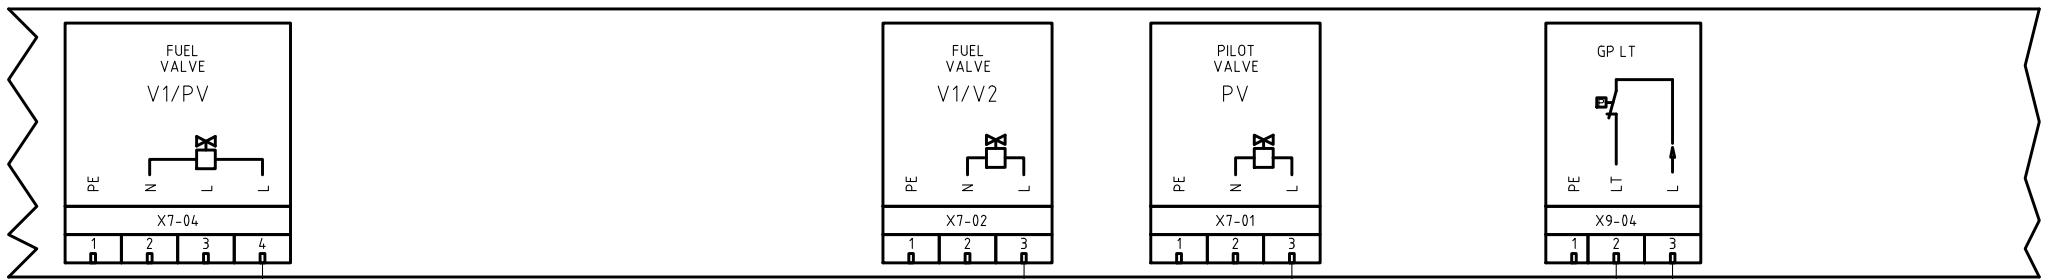 FUEL
VALVE
V1/PV
PE N L L
X7-04
1 2 3 4
FUEL
VALVE
V1/V2
PE N L
X7-02
1 2 3
PILOT
VALVE
PV
PE N L
X7-01
1 2 3
GP LT
P
PE LT L
X9-04
1 2 3